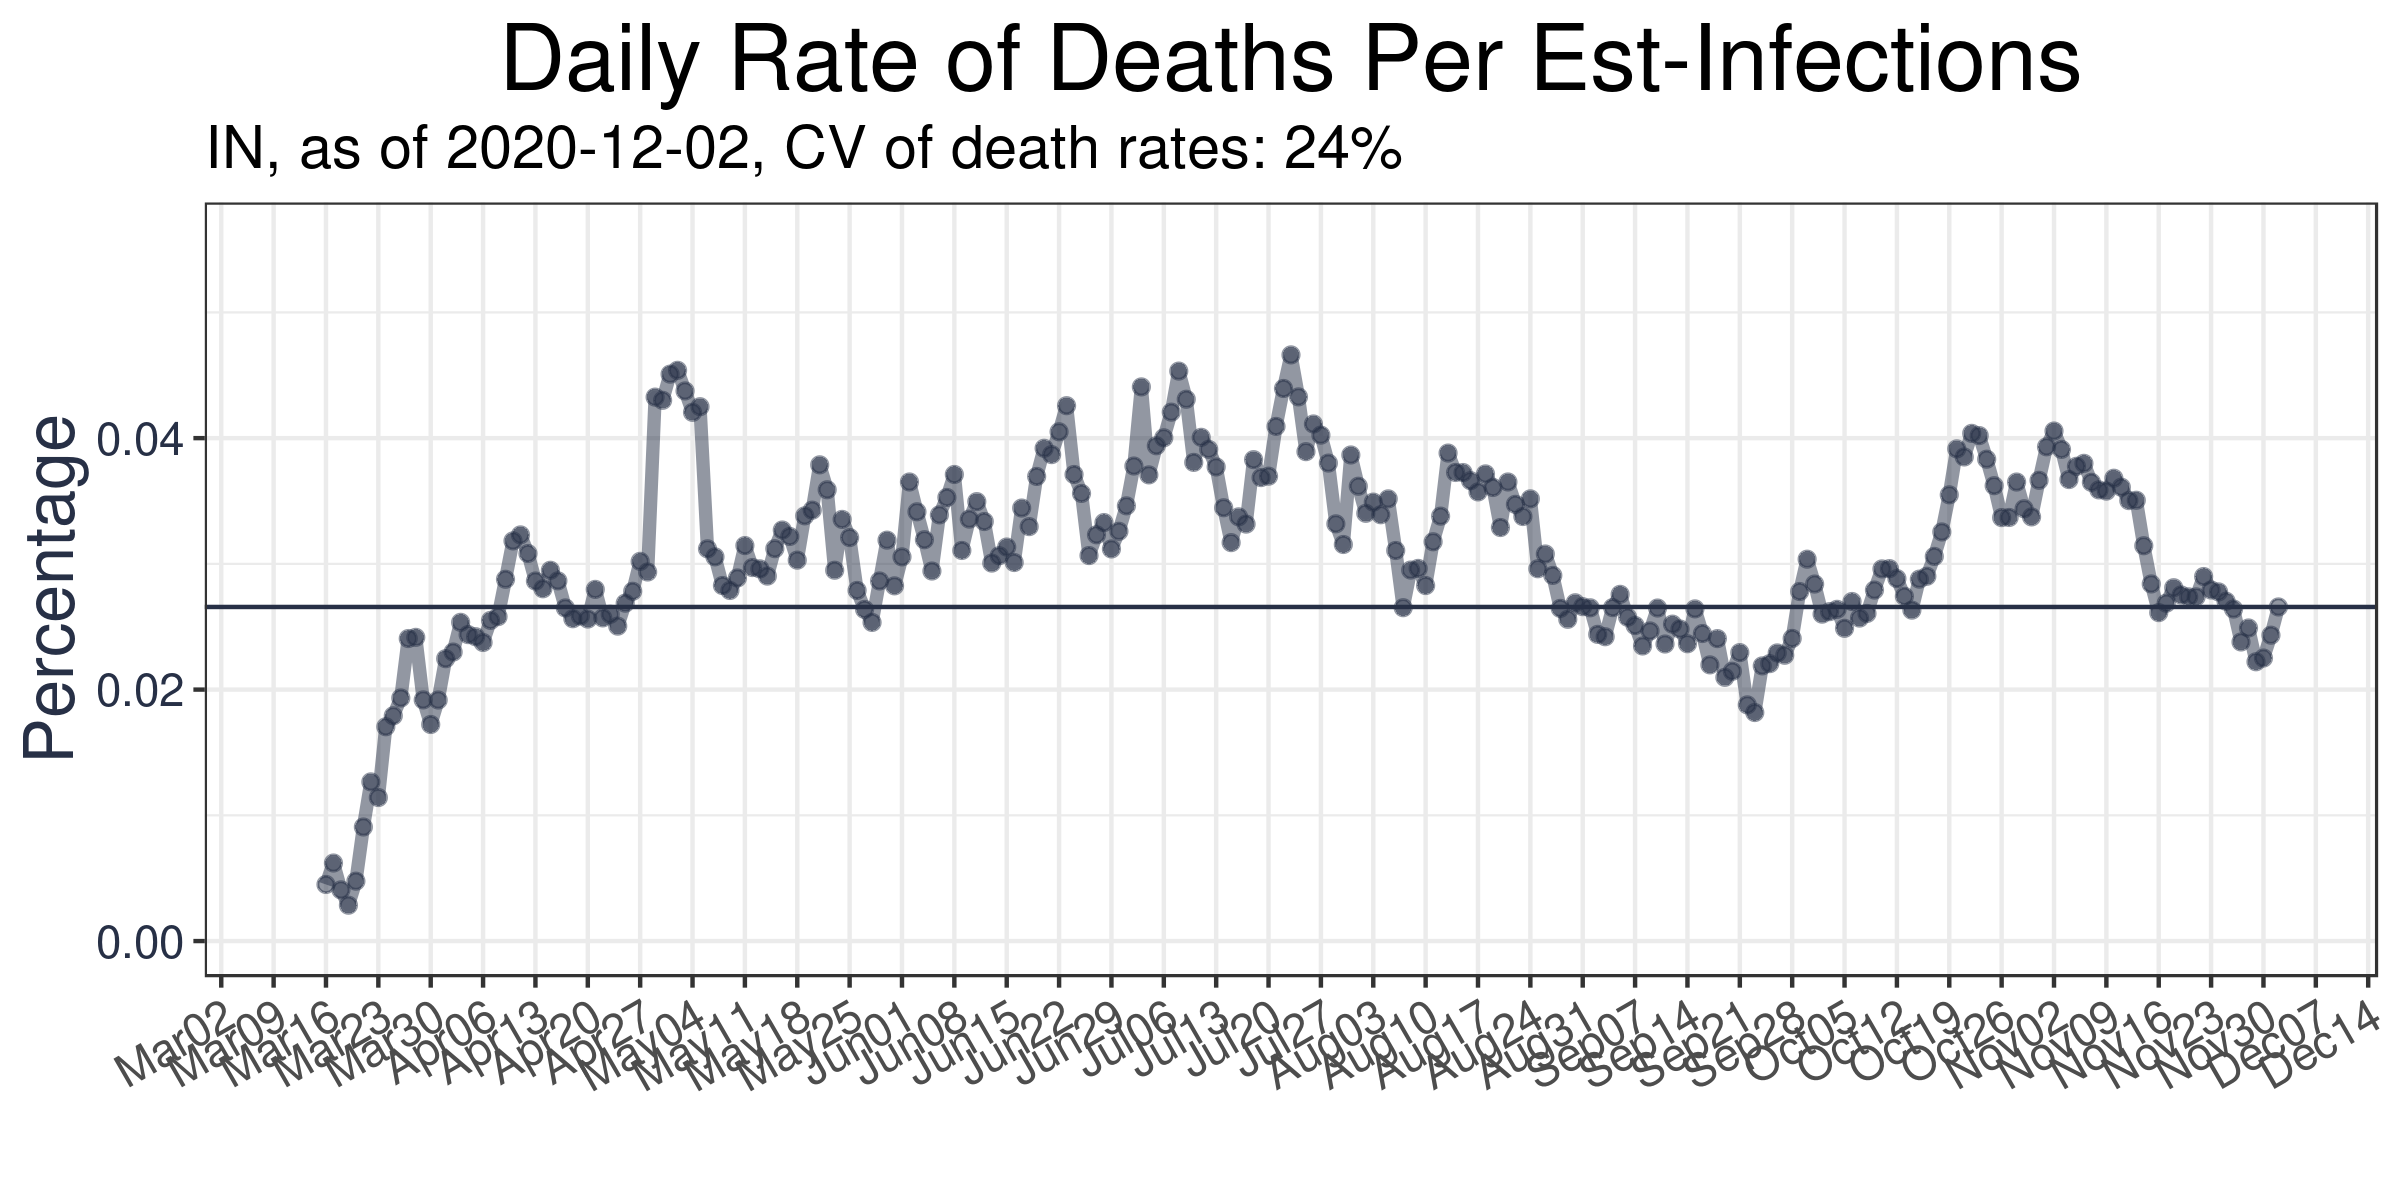 Daily Rate of Deaths Per Est-Infections
IN, as of 2020-12-02, CV of death rates: 24%
Percentage
0.04
0.02
0.00
Mar02
Mar09
Mar16
Mar23
Mar30
Apr06
Apr13
Apr20
Apr27
May04
May11
May18
May25
Jun01
Jun08
Jun15
Jun22
Jun29
Jul06
Jul13
Jul20
Jul27
Aug03
Aug10
Aug17
Aug24
Aug31
Sep07
Sep14
Sep21
Sep28
Oct05
Oct12
Oct19
Oct26
Nov02
Nov09
Nov16
Nov23
Nov30
Dec07
Dec14